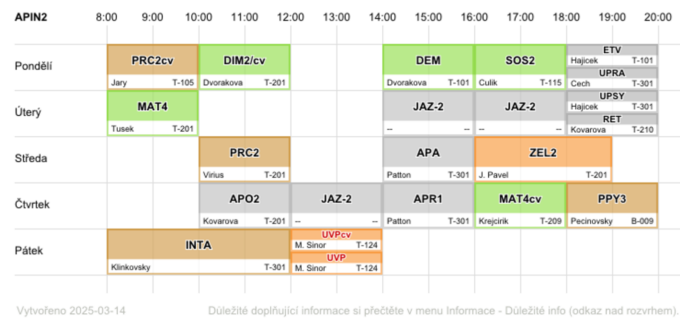 APIN2 8:00 9:00 10:00 11:00 12:00 13:00 14:00 15:00 16:00 17:00 18:00 19:00 20:00
Pondělí
PRC2cv
Jary T-105
DIM2/cv
Dvorakova T-201
DEM
Dvorakova T-101
SOS2
Culik T-115
ETV
Hajicek T-101
UPRA
Cech T-301
Úterý
MAT4
Tusek T-201
JAZ-2
-- --
JAZ-2
-- --
UPSY
Hajicek T-301
RET
Kovarova T-210
Středa
PRC2
Virius T-201
APA
Patton T-301
ZEL2
J. Pavel T-201
Čtvrtek
APO2
Kovarova T-201
JAZ-2
-- --
APR1
Patton T-301
MAT4cv
Krejcirik T-209
PPY3
Pecinovsky B-009
Pátek
INTA
Klinkovsky T-301
UVPcv
M. Sinor T-124
UVP
M. Sinor T-124
Vytvořeno 2025-03-14 Důležité doplňující informace si přečtěte v menu Informace - Důležité info (odkaz nad rozvrhem).